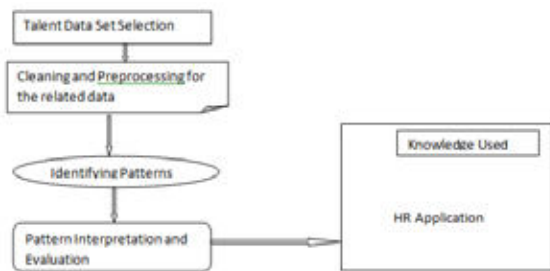 Talent Data Set Selection
Cleaning and Preprocessing for
the related data
Identifying Patterns
Pattern Interpretation and
Evaluation
Knowledge Used
HR Application